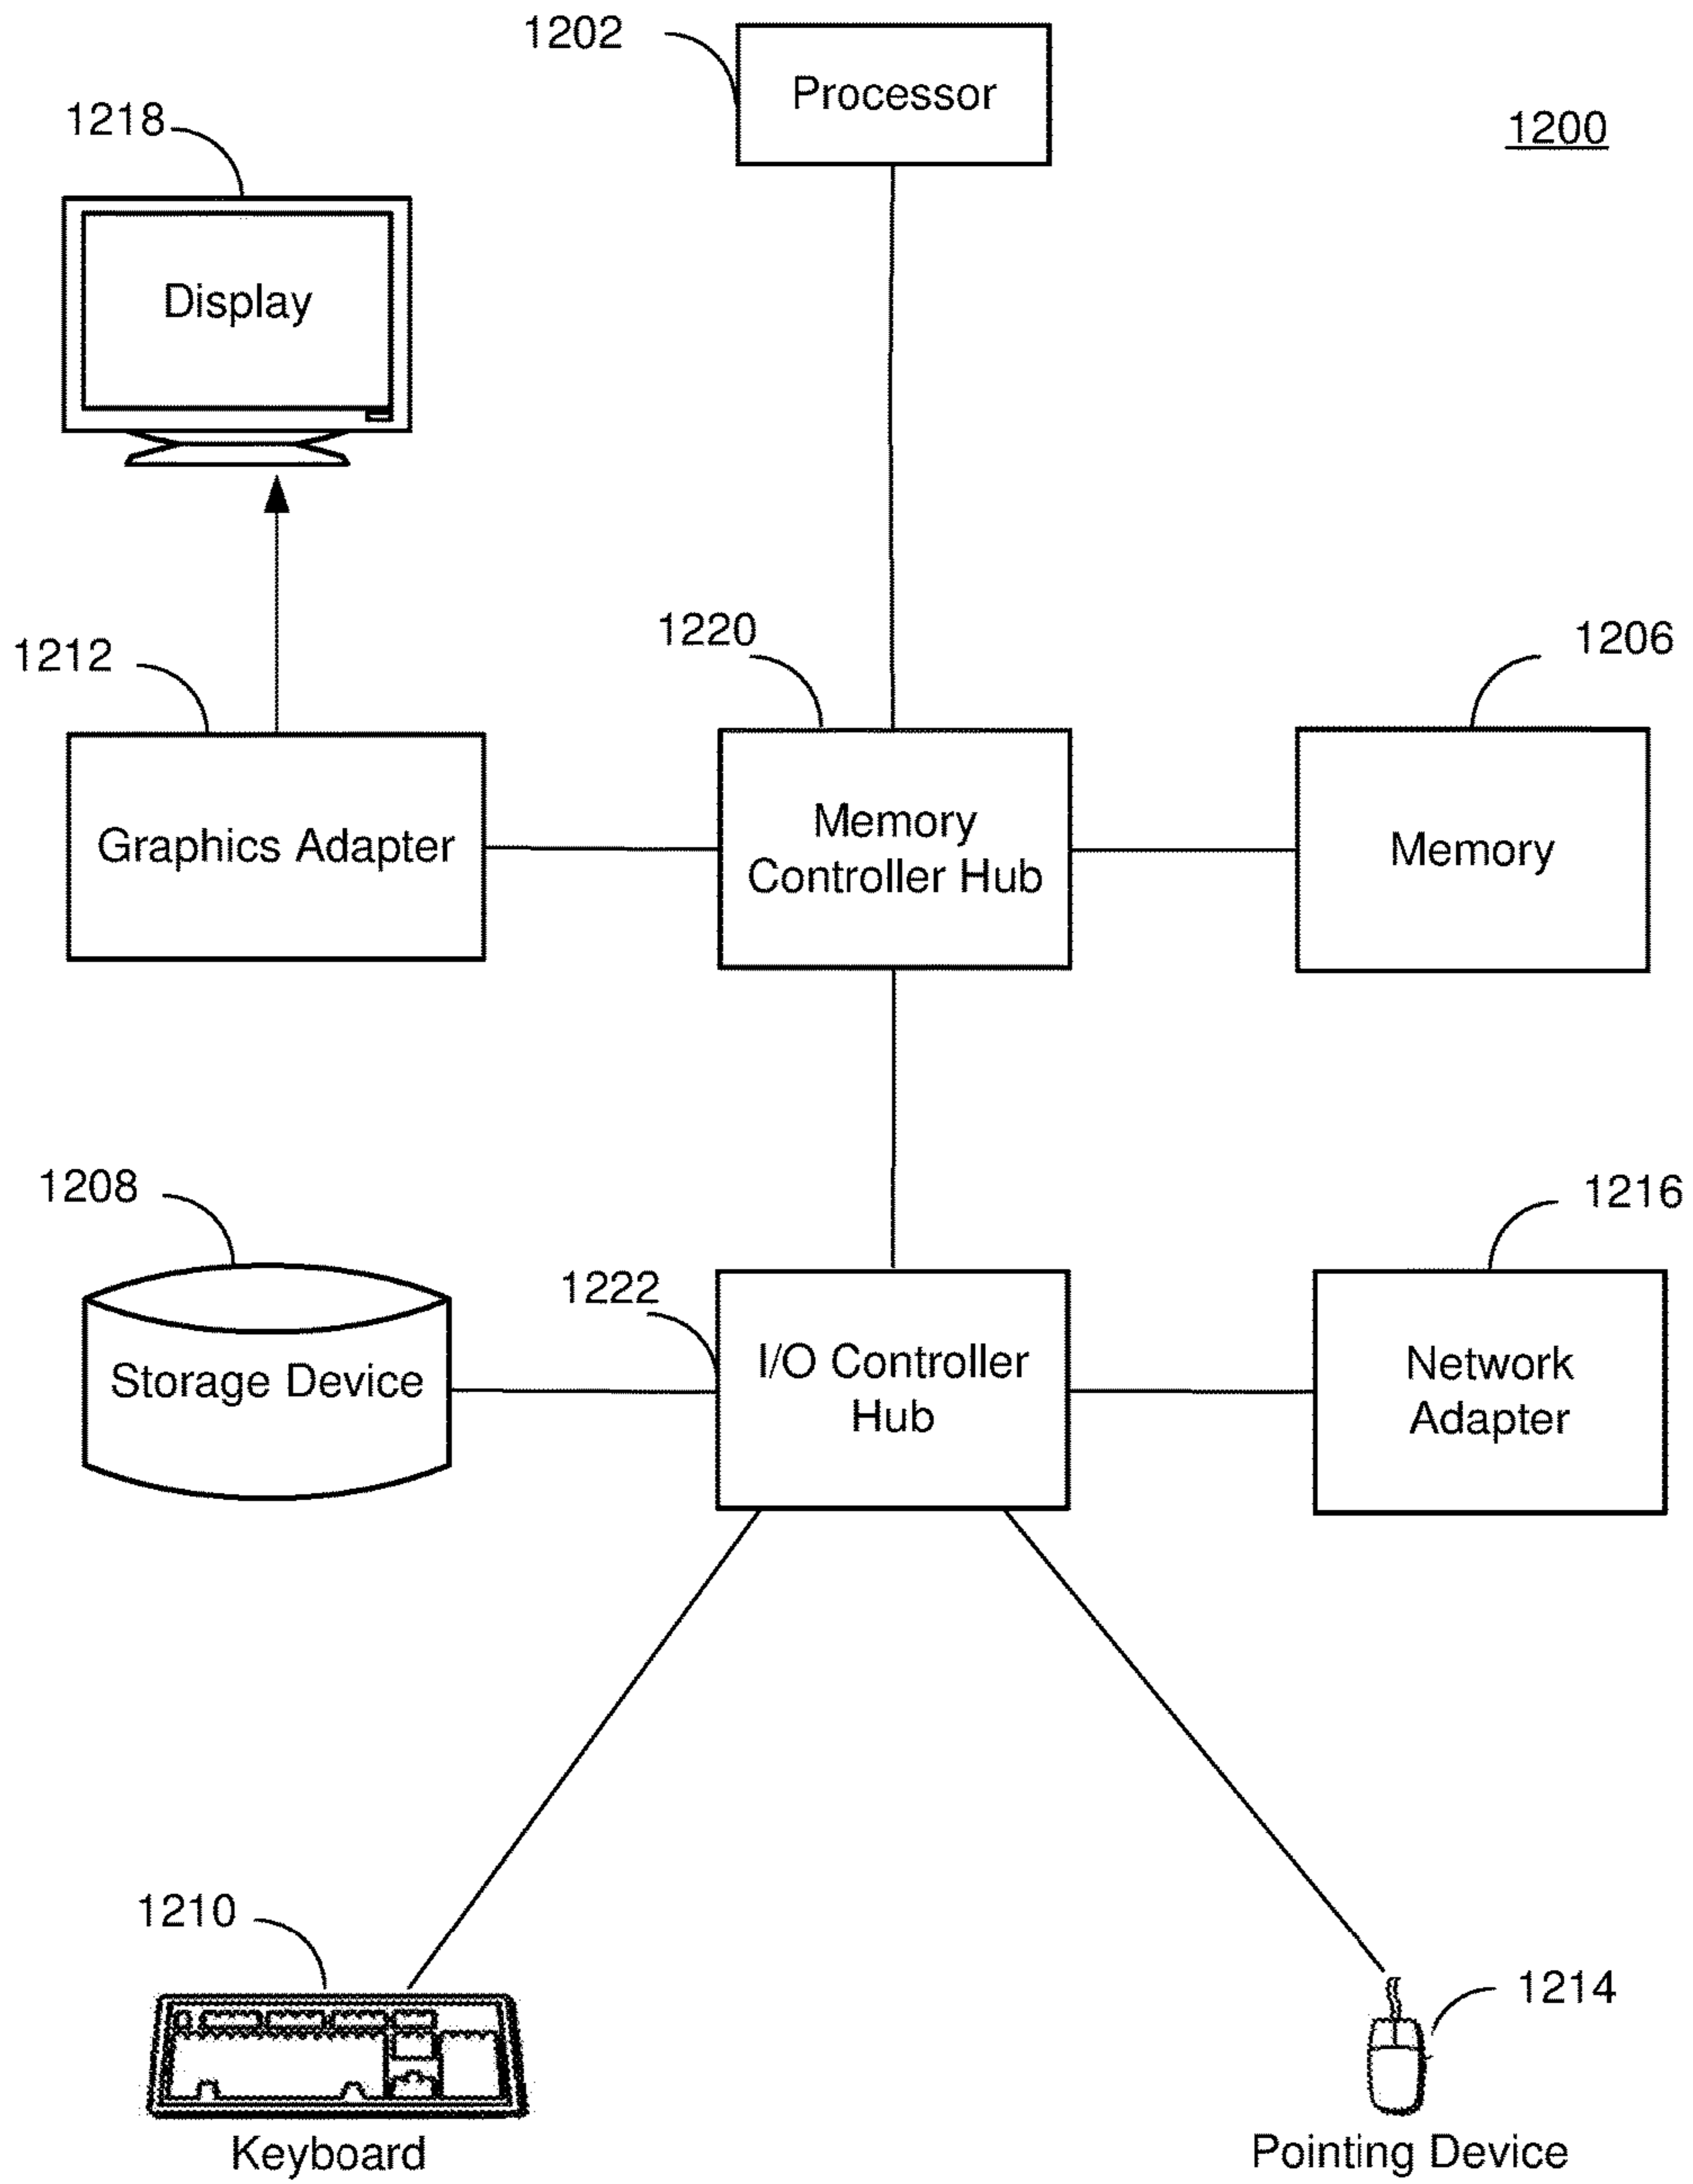 1202
Processor
1200
1218
Display
1220
1206
1212
Memory
Controller Hub
Graphics Adapter
Memory
1208
1216
1222
I/O Controller
Hub
Storage Device
Network
Adapter
1210
1214
Keyboard
Pointing Device